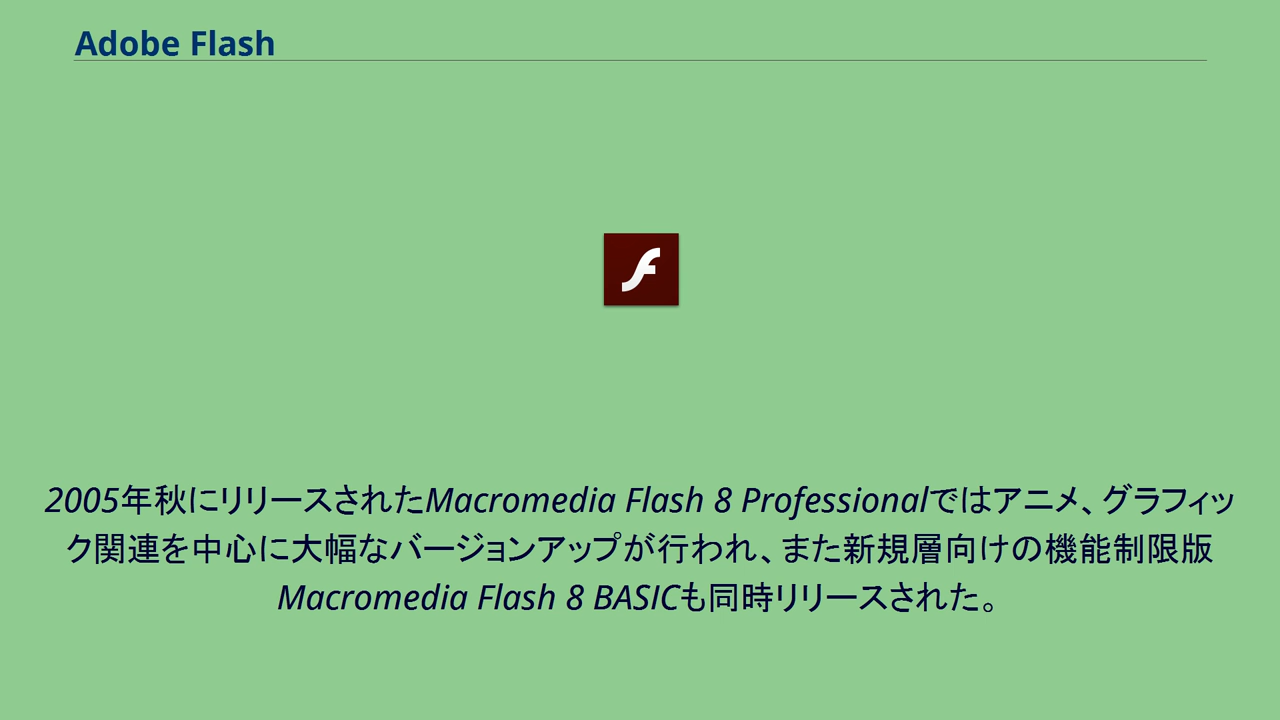 Adobe Flash
2005年秋にリリースされたMacromedia Flash 8 Professionalではアニメ、グラフィッ
ク関連を中心に大幅なバージョンアップが行われ、また新規層向けの機能制限版
Macromedia Flash 8 BASICも同時リリースされた。